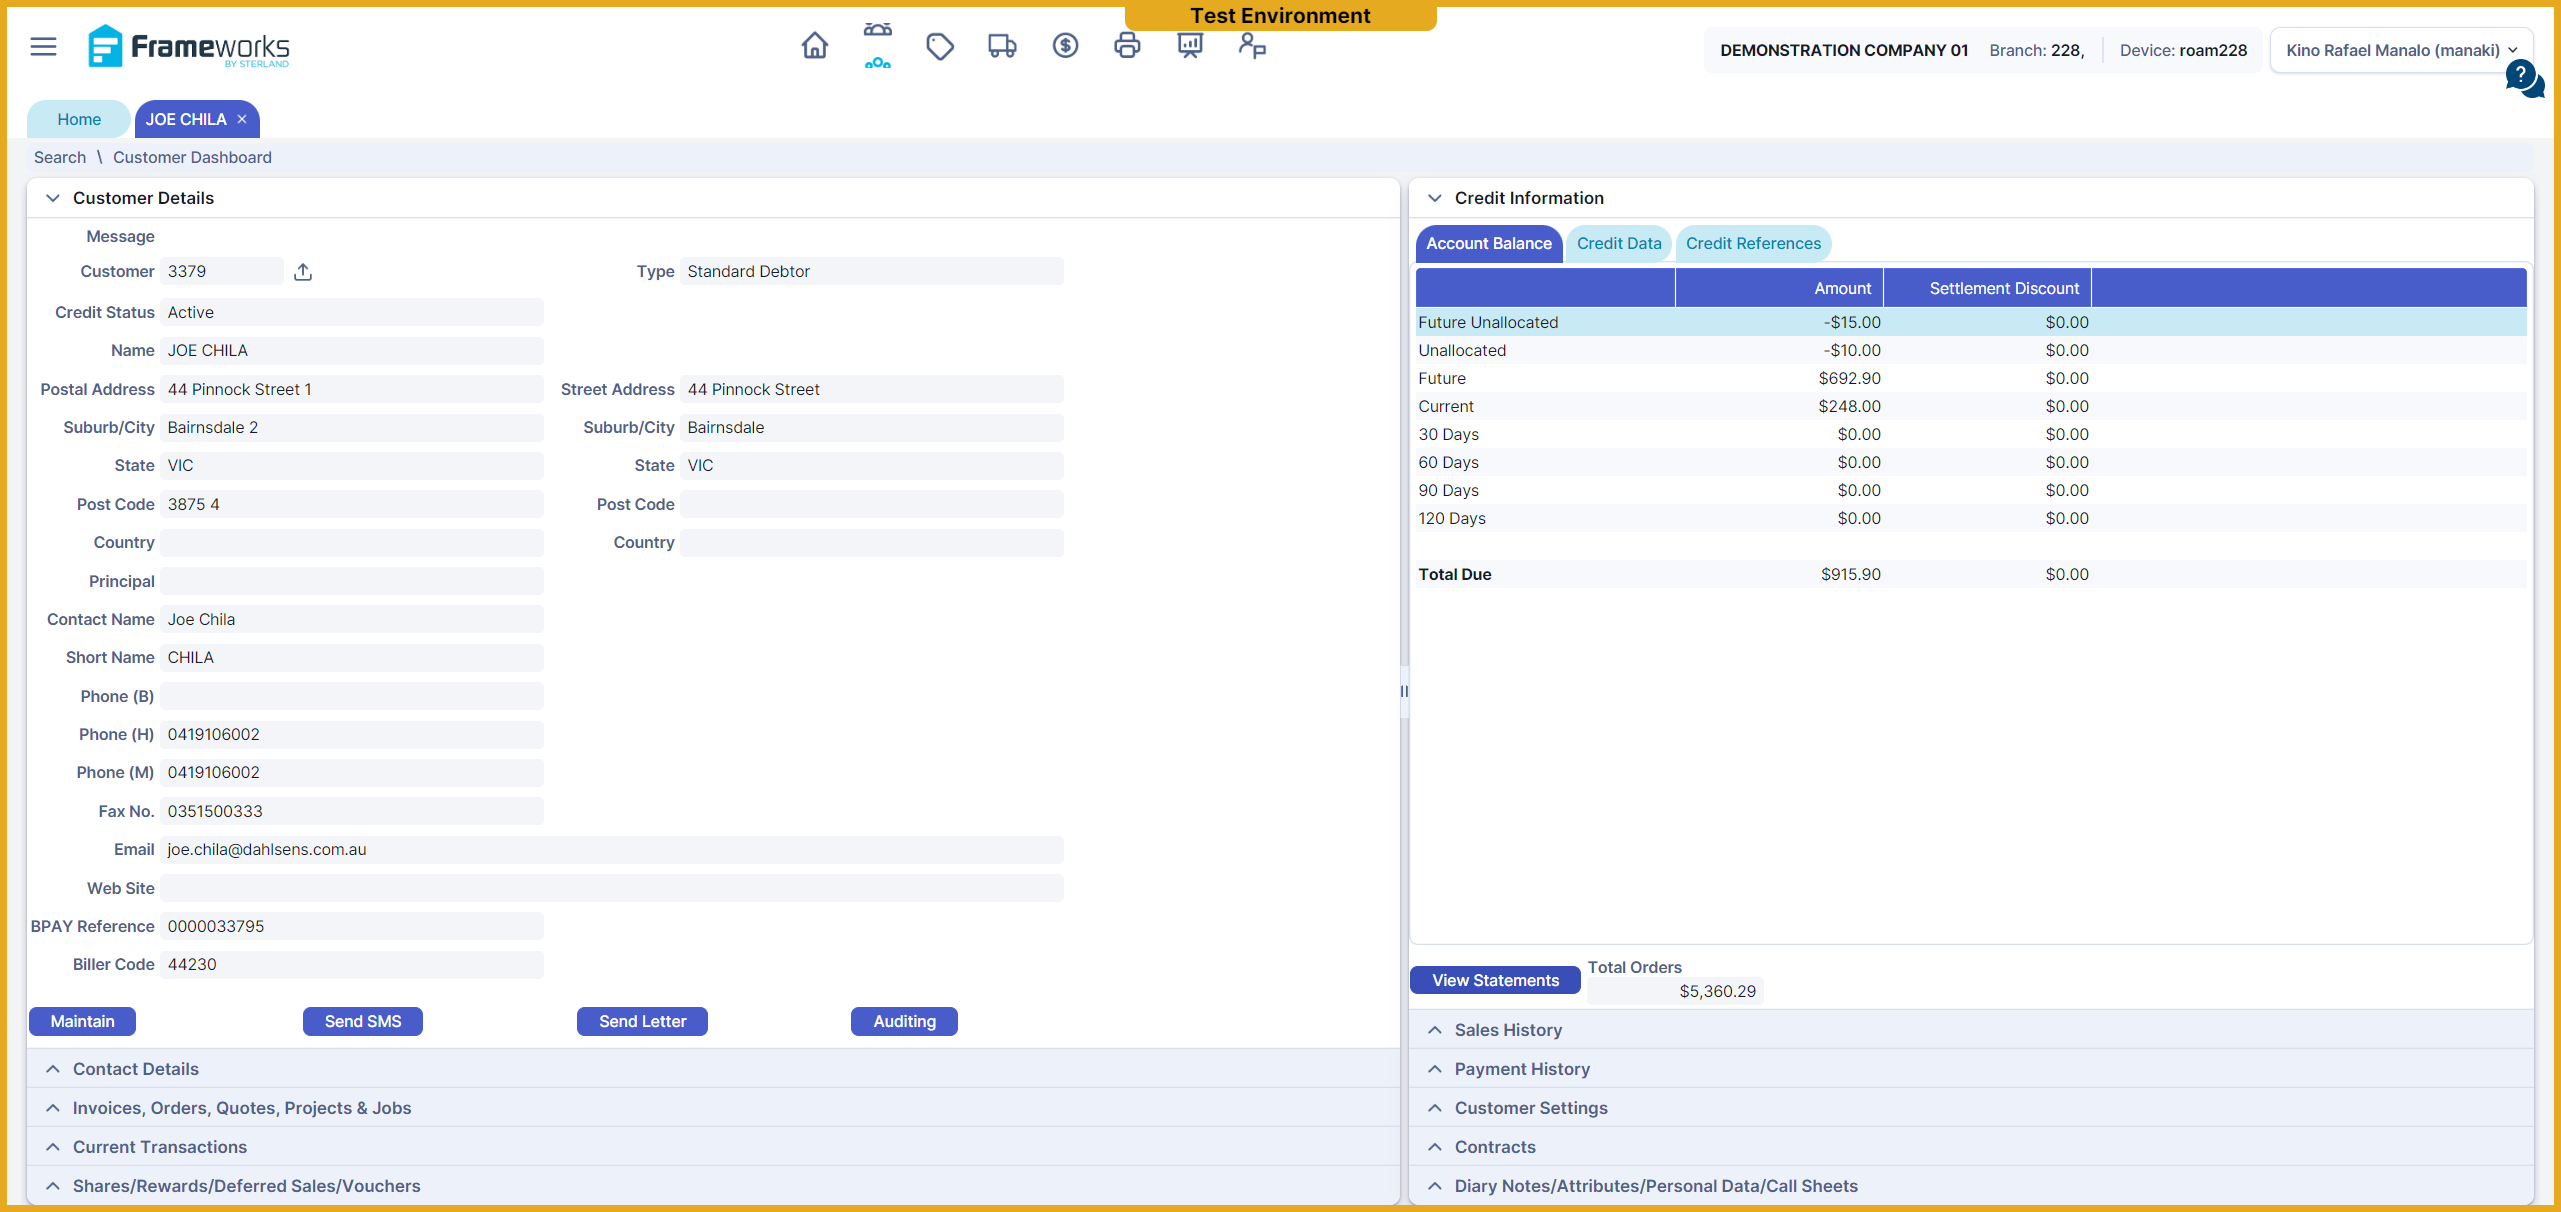 Test Environment
Frameworks
BY STERLAND
DEMONSTRATION COMPANY 01 Branch: 228, Device: roam228 Kino Rafael Manalo (manaki)
?
Home JOE CHILA ×
Search \ Customer Dashboard
Customer Details
Message
Customer 3379 Type Standard Debtor
Credit Status Active
Name JOE CHILA
Postal Address 44 Pinnock Street 1 Street Address 44 Pinnock Street
Suburb/City Bairnsdale 2 Suburb/City Bairnsdale
State VIC State VIC
Post Code 3875 4 Post Code
Country Country
Principal
Contact Name Joe Chila
Short Name CHILA
Phone (B)
Phone (H) 0419106002
Phone (M) 0419106002
Fax No. 0351500333
Email joe.chila@dahlsens.com.au
Web Site
BPAY Reference 0000033795
Biller Code 44230
Maintain Send SMS Send Letter Auditing
Contact Details
Invoices, Orders, Quotes, Projects & Jobs
Current Transactions
Shares/Rewards/Deferred Sales/Vouchers
Credit Information
Account Balance Credit Data Credit References
Amount Settlement Discount
Future Unallocated -$15.00 $0.00
Unallocated -$10.00 $0.00
Future $692.90 $0.00
Current $248.00 $0.00
30 Days $0.00 $0.00
60 Days $0.00 $0.00
90 Days $0.00 $0.00
120 Days $0.00 $0.00
Total Due $915.90 $0.00
View Statements Total Orders
$5,360.29
Sales History
Payment History
Customer Settings
Contracts
Diary Notes/Attributes/Personal Data/Call Sheets